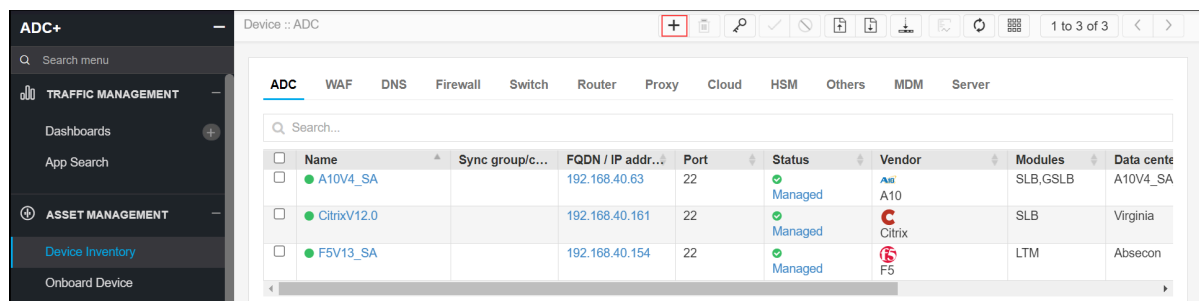 ADC+
Device :: ADC
1 to 3 of 3
Search menu
TRAFFIC MANAGEMENT
Dashboards
App Search
ASSET MANAGEMENT
Device Inventory
Onboard Device
ADC WAF DNS Firewall Switch Router Proxy Cloud HSM Others MDM Server
Search...
Name Sync group/c... FQDN / IP addr... Port Status Vendor Modules Data cente
A10V4_SA 192.168.40.63 22 Managed A10 A10 SLB,GSLB A10V4_SA
CitrixV12.0 192.168.40.161 22 Managed Citrix SLB Virginia
F5V13_SA 192.168.40.154 22 Managed F5 LTM Absecon